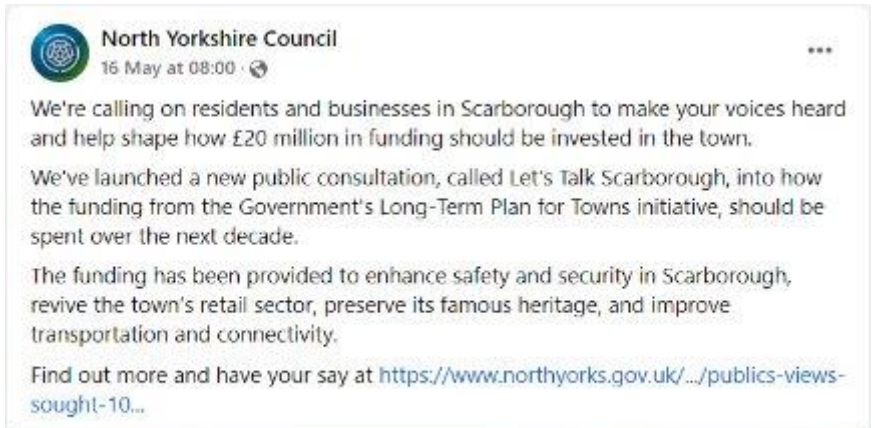 North Yorkshire Council
16 May at 08:00 ·
We're calling on residents and businesses in Scarborough to make your voices heard
and help shape how £20 million in funding should be invested in the town.
We've launched a new public consultation, called Let's Talk Scarborough, into how
the funding from the Government's Long-Term Plan for Towns initiative, should be
spent over the next decade.
The funding has been provided to enhance safety and security in Scarborough,
revive the town's retail sector, preserve its famous heritage, and improve
transportation and connectivity.
Find out more and have your say at https://www.northyorks.gov.uk/.../publics-views-
sought-10...